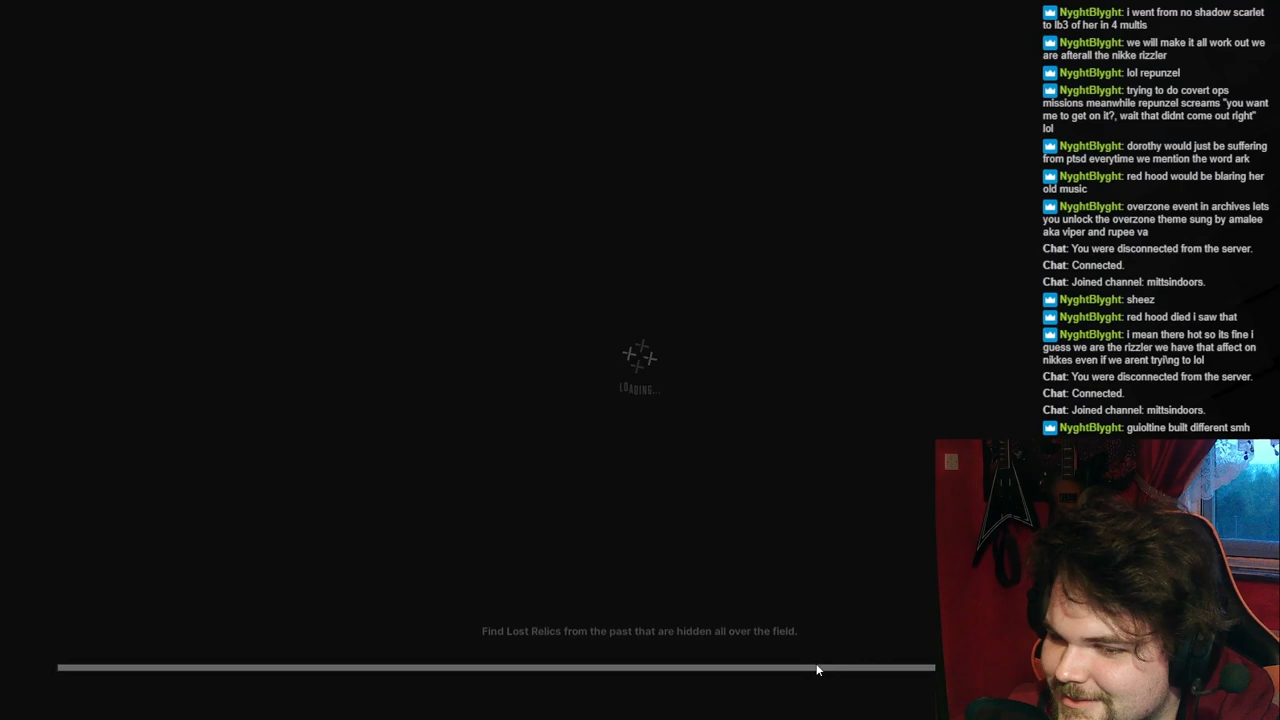 NyghtBlyght: i went from no shadow scarlet
to lb3 of her in 4 multis
NyghtBlyght: we will make it all work out we
are afterall the nikke rizzler
NyghtBlyght: lol repunzel
NyghtBlyght: trying to do covert ops
missions meanwhile repunzel screams "you want
me to get on it?, wait that didnt come out right"
lol
NyghtBlyght: dorothy would just be suffering
from ptsd everytime we mention the word ark
NyghtBlyght: red hood would be blaring her
old music
NyghtBlyght: overzone event in archives lets
you unlock the overzone theme sung by amalee
aka viper and rupee va
Chat: You were disconnected from the server.
Chat: Connected.
Chat: Joined channel: mittsindoors.
NyghtBlyght: sheez
NyghtBlyght: red hood died i saw that
NyghtBlyght: i mean there hot so its fine i
guess we are the rizzler we have that affect on
nikkes even if we arent tryi\ng to lol
Chat: You were disconnected from the server.
Chat: Connected.
Chat: Joined channel: mittsindoors.
NyghtBlyght: guioltine built different smh
LOADING...
Find Lost Relics from the past that are hidden all over the field.